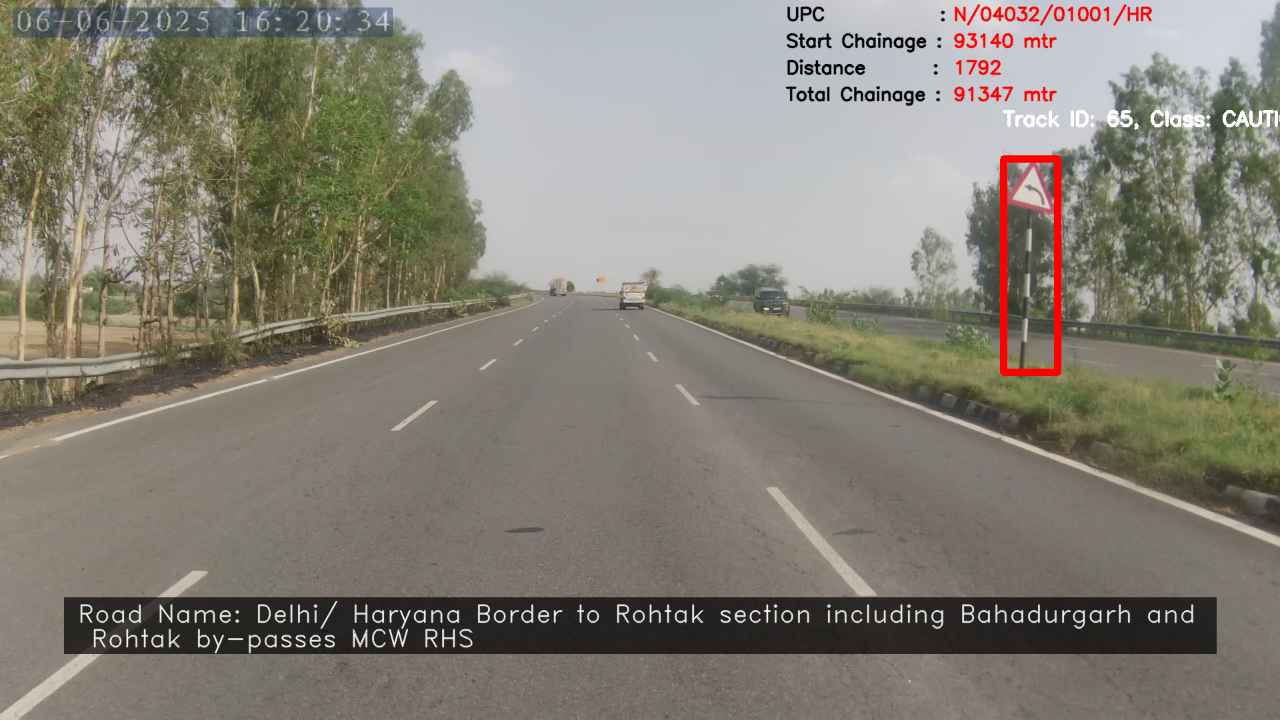 06-06-2025 16:20:34
UPC : N/04032/01001/HR
Start Chainage : 93140 mtr
Distance : 1792
Total Chainage : 91347 mtr
Track ID: 65, Class: CAUTI
Road Name: Delhi/ Haryana Border to Rohtak section including Bahadurgarh and
Rohtak by-passes MCW RHS